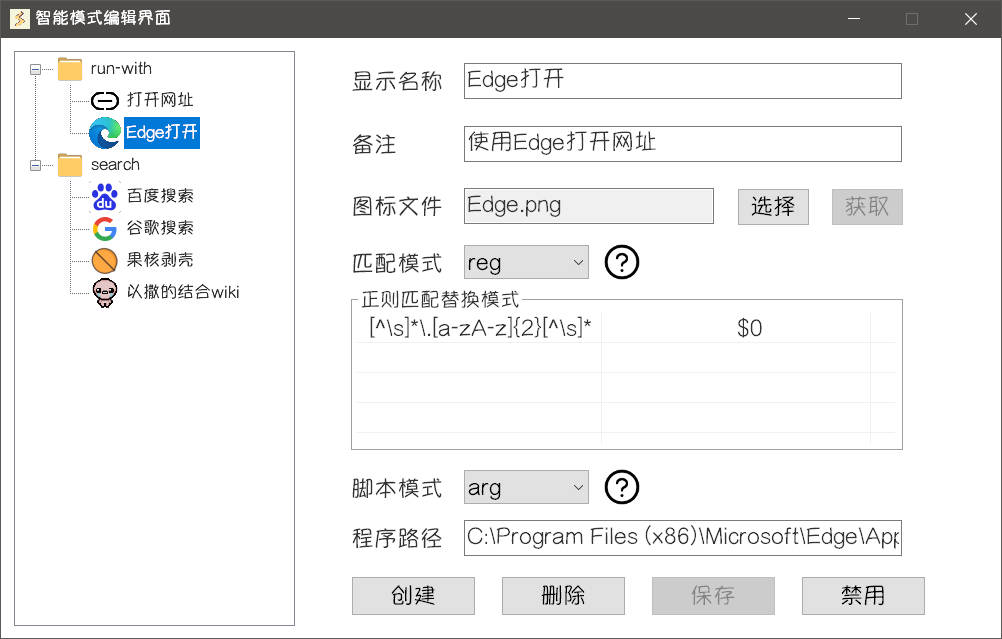 智能模式编辑界面
run-with
打开网址
Edge打开
search
百度搜索
谷歌搜索
果核剥壳
以撒的结合wiki
显示名称 Edge打开
备注 使用Edge打开网址
图标文件 Edge.png 选择 获取
匹配模式 reg ?
正则匹配替换模式
[^\s]*\.[a-zA-z]{2}[^\s]* $0
脚本模式 arg ?
程序路径 C:\Program Files (x86)\Microsoft\Edge\App
创建 删除 保存 禁用